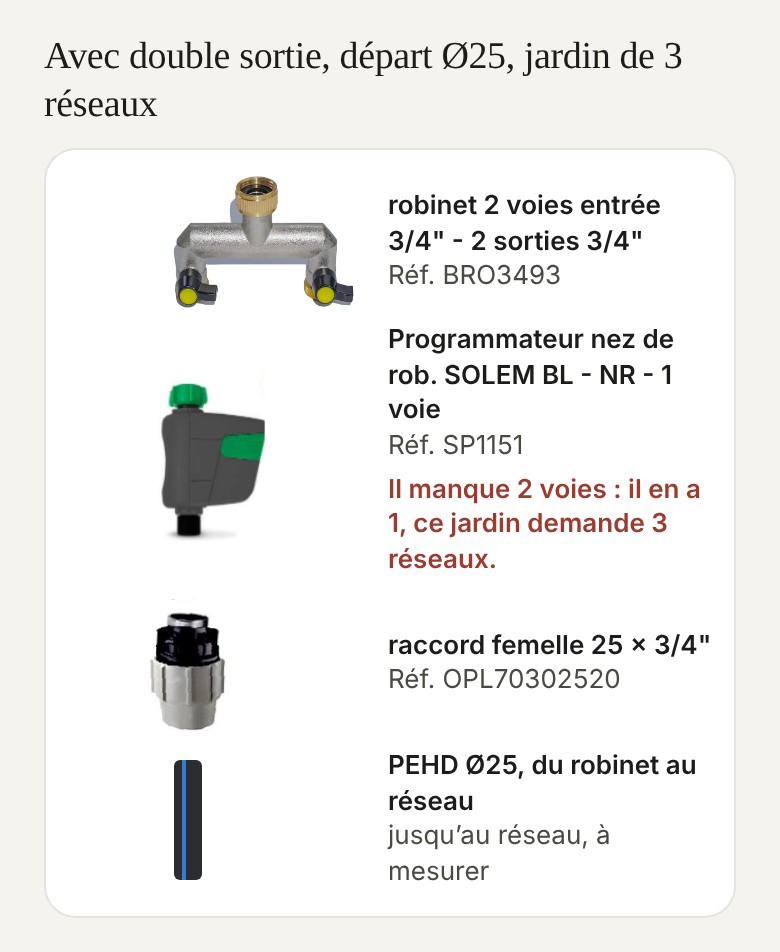 Avec double sortie, départ Ø25, jardin de 3
réseaux
robinet 2 voies entrée
3/4" - 2 sorties 3/4"
Réf. BRO3493
Programmateur nez de
rob. SOLEM BL - NR - 1
voie
Réf. SP1151
Il manque 2 voies : il en a
1, ce jardin demande 3
réseaux.
raccord femelle 25 × 3/4"
Réf. OPL70302520
PEHD Ø25, du robinet au
réseau
jusqu’au réseau, à
mesurer